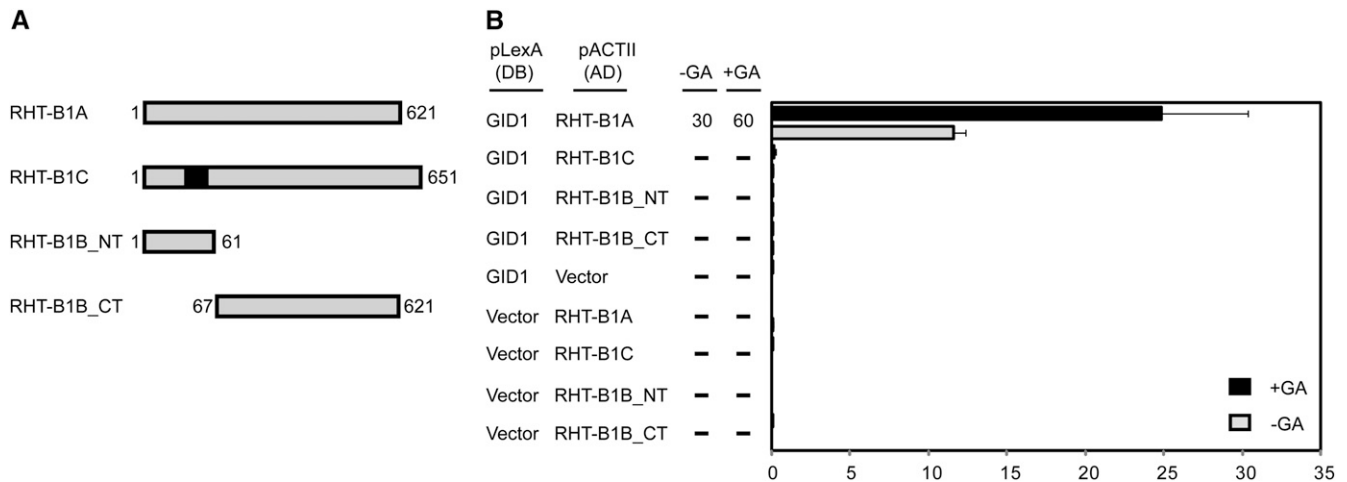 A
RHT-B1A 1 621
RHT-B1C 1 651
RHT-B1B_NT 1 61
RHT-B1B_CT 67 621
B
pLexA (DB) pACTII (AD) -GA +GA
GID1 RHT-B1A 30 60
GID1 RHT-B1C – –
GID1 RHT-B1B_NT – –
GID1 RHT-B1B_CT – –
GID1 Vector – –
Vector RHT-B1A – –
Vector RHT-B1C – –
Vector RHT-B1B_NT – –
Vector RHT-B1B_CT – –
+GA
-GA
0 5 10 15 20 25 30 35